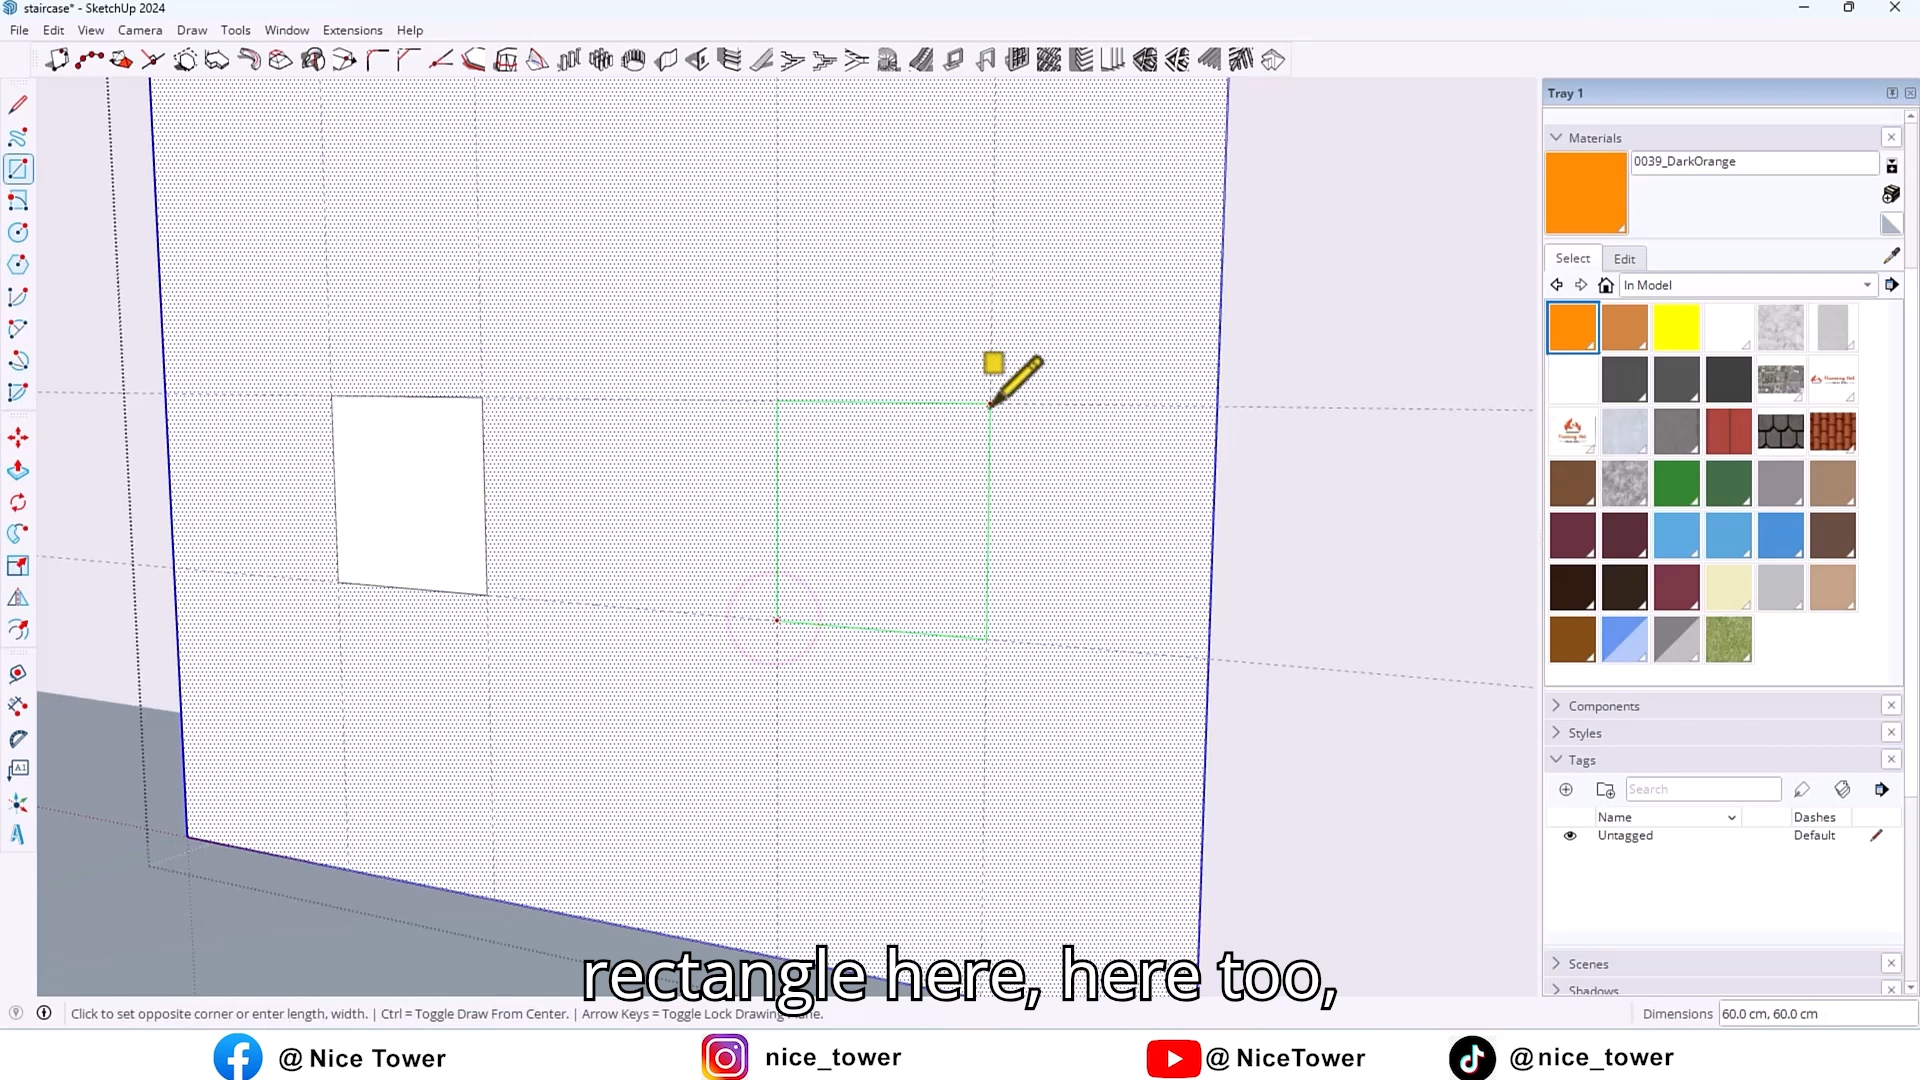 staircase* - SketchUp 2024
File Edit View Camera Draw Tools Window Extensions Help
Tray 1
Materials
0039_DarkOrange
Select Edit
In Model
Components
Styles
Tags
Search
Name Dashes
Untagged Default
Scenes
Shadows
rectangle here, here too,
Click to set opposite corner or enter length, width. | Ctrl = Toggle Draw From Center. | Arrow Keys = Toggle Lock Drawing Plane.
Dimensions 60.0 cm, 60.0 cm
@ Nice Tower nice_tower @ NiceTower @nice_tower